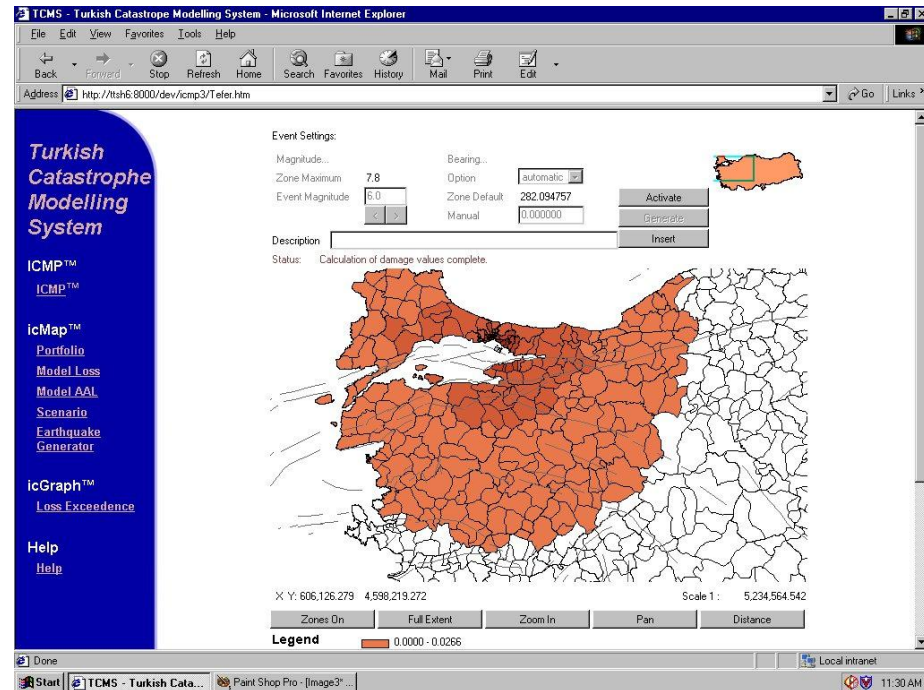 TCMS - Turkish Catastrope Modelling System - Microsoft Internet Explorer
File Edit View Favorites Tools Help
Back Forward Stop Refresh Home Search Favorites History Mail Print Edit
Address http://ttsh6:8000/dev/icmp3/Tefer.htm Go Links
Turkish
Catastrophe
Modelling
System
ICMP™
ICMP™
icMap™
Portfolio
Model Loss
Model AAL
Scenario
Earthquake
Generator
icGraph™
Loss Exceedence
Help
Help
Event Settings:
Magnitude... Bearing...
Zone Maximum 7.8 Option automatic
Event Magnitude 6.0 Zone Default 282.094757 Activate
< > Manual 0.000000 Generate
Description Insert
Status: Calculation of damage values complete.
X Y: 606,126.279 4,598,219.272 Scale 1 : 5,234,564.542
Zones On Full Extent Zoom In Pan Distance
Legend 0.0000 - 0.0266
Done Local intranet
Start TCMS - Turkish Cata... Paint Shop Pro - [Image3* ... 11:30 AM